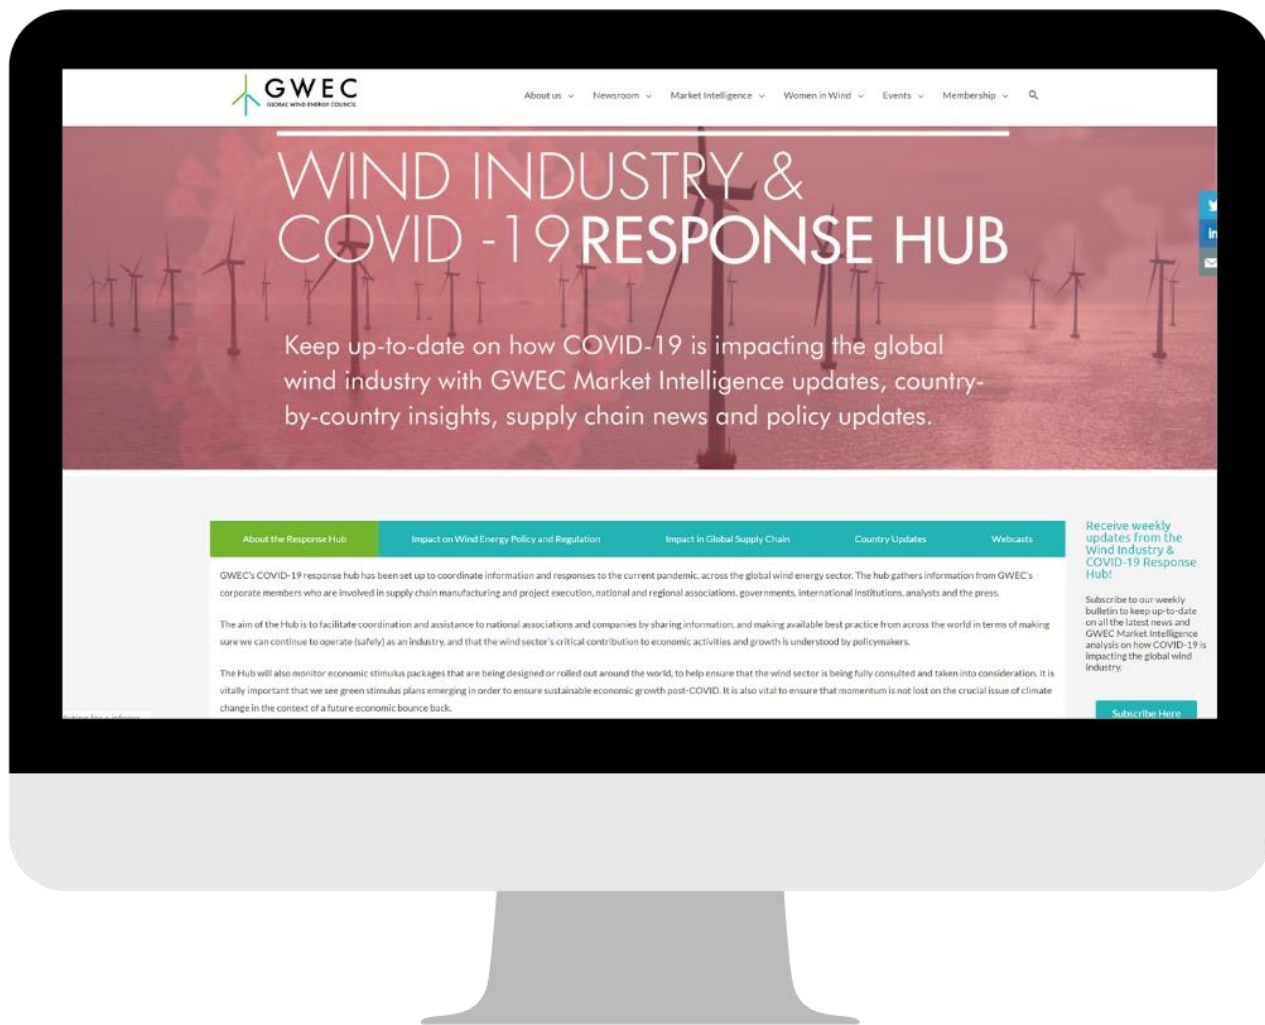 GWEC
GLOBAL WIND ENERGY COUNCIL
About us
Newsroom
Market Intelligence
Women in Wind
Events
Membership
WIND INDUSTRY &
COVID -19 RESPONSE HUB
Keep up-to-date on how COVID-19 is impacting the global
wind industry with GWEC Market Intelligence updates, country-
by-country insights, supply chain news and policy updates.
in
About the Response Hub
Impact on Wind Energy Policy and Regulation
Impact in Global Supply Chain
Country Updates
Webcasts
GWEC's COVID-19 response hub has been set up to coordinate information and responses to the current pandemic, across the global wind energy sector. The hub gathers information from GWEC's
corporate members who are involved in supply chain manufacturing and project execution, national and regional associations, governments, international institutions, analysts and the press.
The aim of the Hub is to facilitate coordination and assistance to national associations and companies by sharing information, and making available best practice from across the world in terms of making
sure we can continue to operate (safely) as an industry, and that the wind sector's critical contribution to economic activities and growth is understood by policymakers.
The Hub will also monitor economic stimulus packages that are being designed or rolled out around the world, to help ensure that the wind sector is being fully consulted and taken into consideration. It is
vitally important that we see green stimulus plans emerging in order to ensure sustainable economic growth post-COVID. It is also vital to ensure that momentum is not lost on the crucial issue of climate
change in the context of a future economic bounce back.
Receive weekly
updates from the
Wind Industry &
COVID-19 Response
Hub!
Subscribe to our weekly
bulletin to keep up-to-date
on all the latest news and
GWEC Market Intelligence
analysis on how COVID-19 is
impacting the global wind
industry.
Subscribe Here